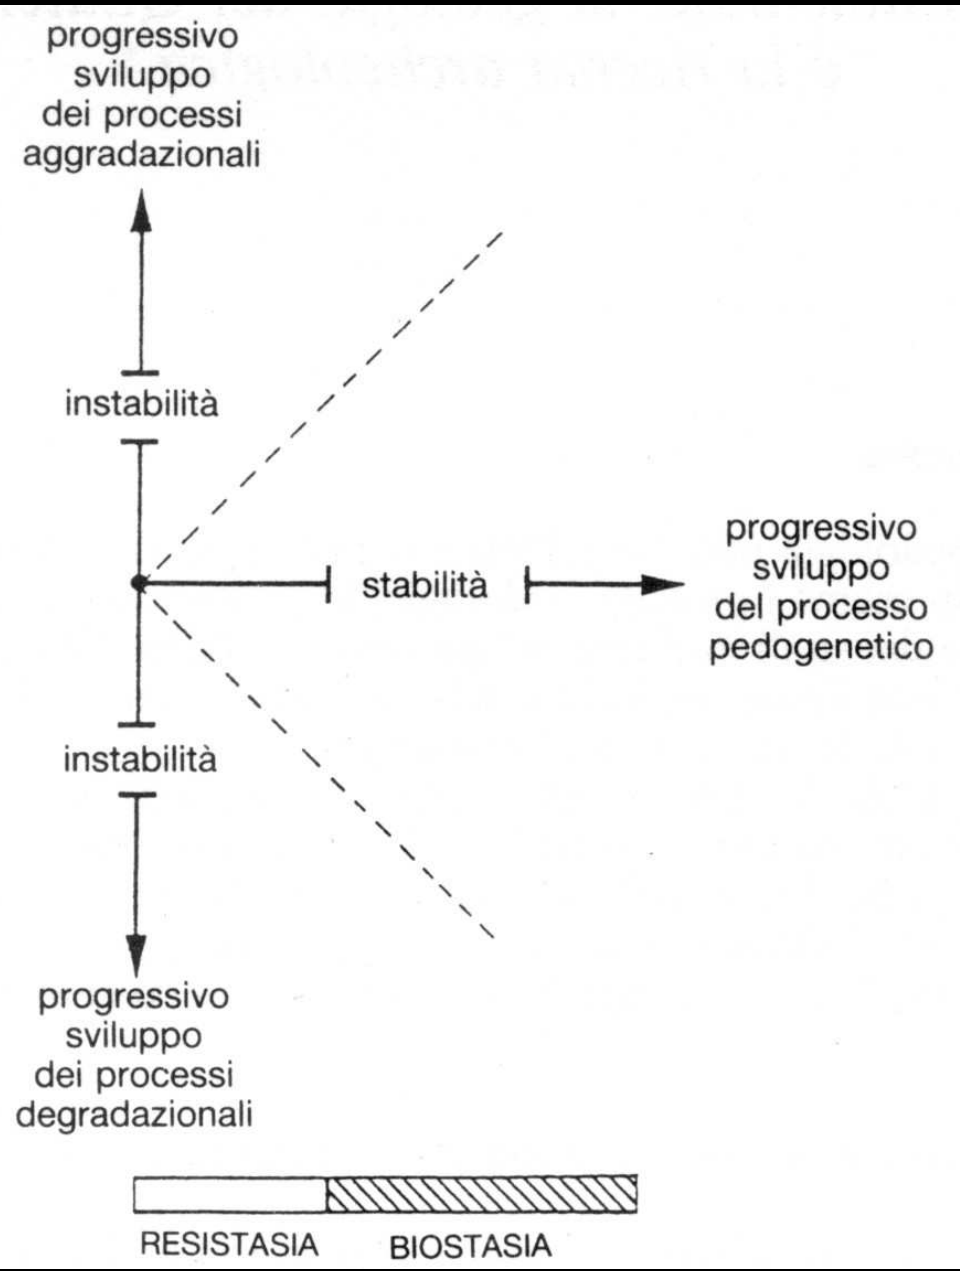 progressivo
sviluppo
dei processi
aggradazionali
instabilità
stabilità
progressivo
sviluppo
del processo
pedogenetico
instabilità
progressivo
sviluppo
dei processi
degradazionali
RESISTASIA
BIOSTASIA